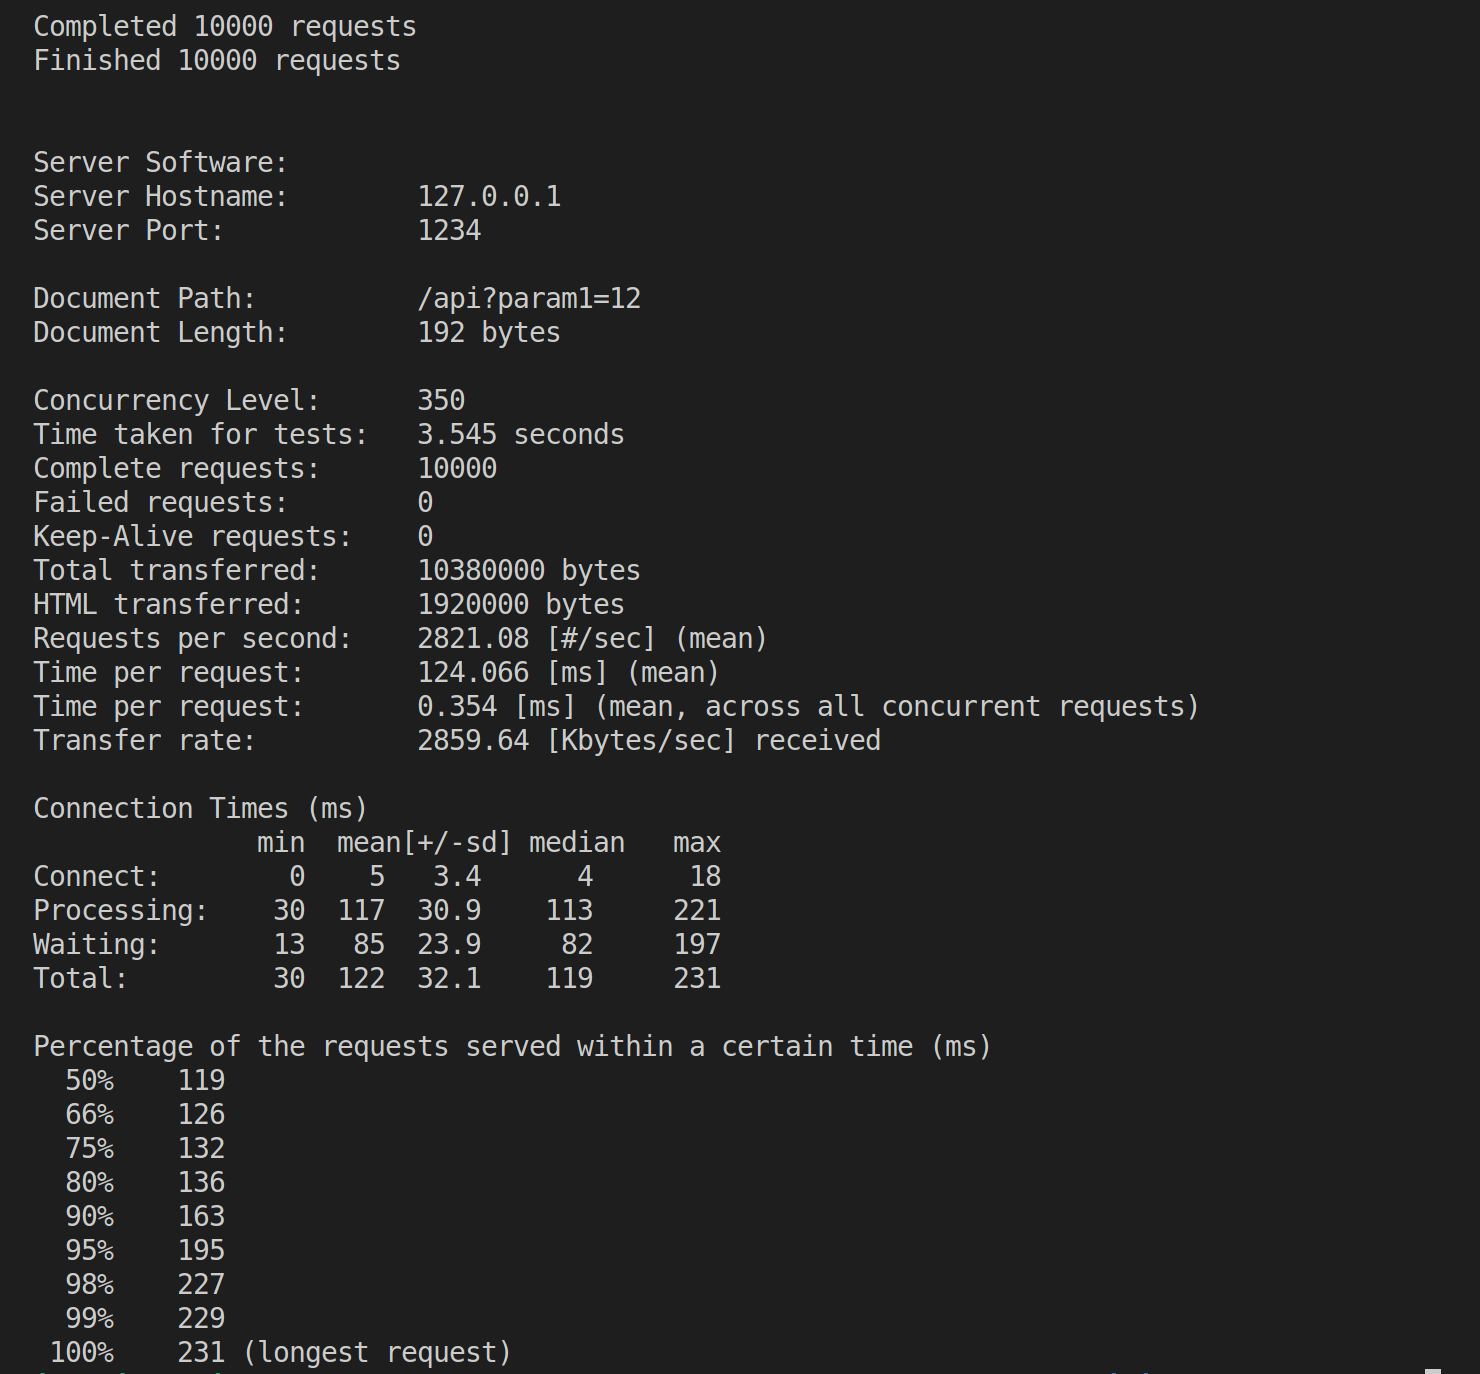 Completed 10000 requests
Finished 10000 requests
Server Software:
Server Hostname:        127.0.0.1
Server Port:            1234
Document Path:          /api?param1=12
Document Length:        192 bytes
Concurrency Level:      350
Time taken for tests:   3.545 seconds
Complete requests:      10000
Failed requests:        0
Keep-Alive requests:    0
Total transferred:      10380000 bytes
HTML transferred:       1920000 bytes
Requests per second:    2821.08 [#/sec] (mean)
Time per request:       124.066 [ms] (mean)
Time per request:       0.354 [ms] (mean, across all concurrent requests)
Transfer rate:          2859.64 [Kbytes/sec] received
Connection Times (ms)
              min  mean[+/-sd] median   max
Connect:        0    5   3.4      4      18
Processing:    30  117  30.9    113     221
Waiting:       13   85  23.9     82     197
Total:         30  122  32.1    119     231
Percentage of the requests served within a certain time (ms)
  50%    119
  66%    126
  75%    132
  80%    136
  90%    163
  95%    195
  98%    227
  99%    229
 100%    231 (longest request)